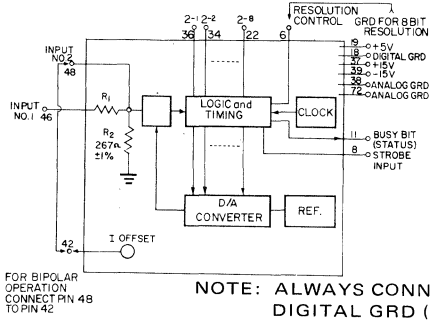 RESOLUTION
CONTROL
GRD FOR 8 BIT
RESOLUTION
2-1 2-2 2-8
36 34 22 6
19 +5V
18 DIGITAL GRD
37 +15V
39 -15V
38 ANALOG GRD
72 ANALOG GRD
INPUT
NO.2
48
INPUT
NO.1 46
R1
R2
267Ω
±1%
LOGIC and
TIMING
CLOCK
11 BUSY BIT
(STATUS)
8 STROBE
INPUT
D/A
CONVERTER
REF.
42
I OFFSET
FOR BIPOLAR
OPERATION
CONNECT PIN 48
TO PIN 42
NOTE: ALWAYS CONN
DIGITAL GRD (